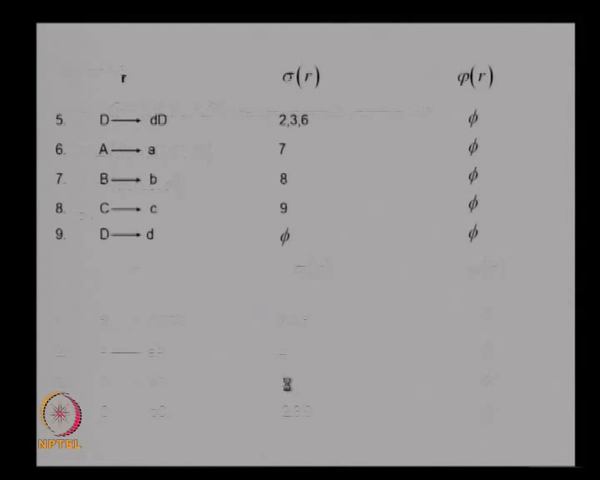 r σ(r) φ(r)
5. D → dD 2,3,6 ϕ
6. A → a 7 ϕ
7. B → b 8 ϕ
8. C → c 9 ϕ
9. D → d ϕ ϕ
NPTEL